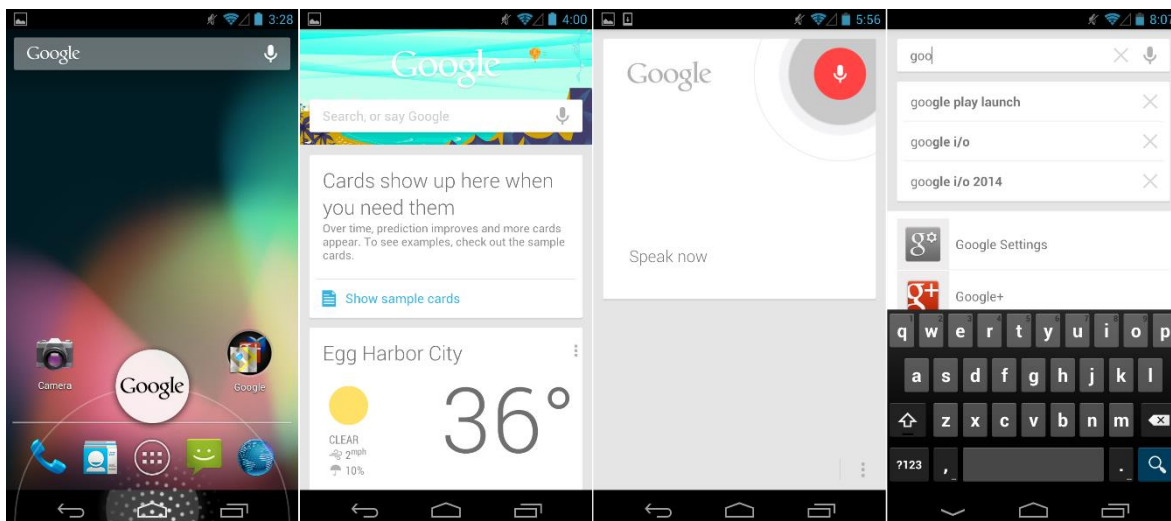 3:28
Google
Camera
Google
Google
4:00
Google
Search, or say Google
Cards show up here when
you need them
Over time, prediction improves and more cards
appear. To see examples, check out the sample
cards.
Show sample cards
Egg Harbor City
36°
CLEAR
2mph
10%
5:56
Google
Speak now
8:07
goo
google play launch
google i/o
google i/o 2014
g
Google Settings
g+
Google+
q w e r t y u i o p
a s d f g h j k l
z x c v b n m
?123 , .